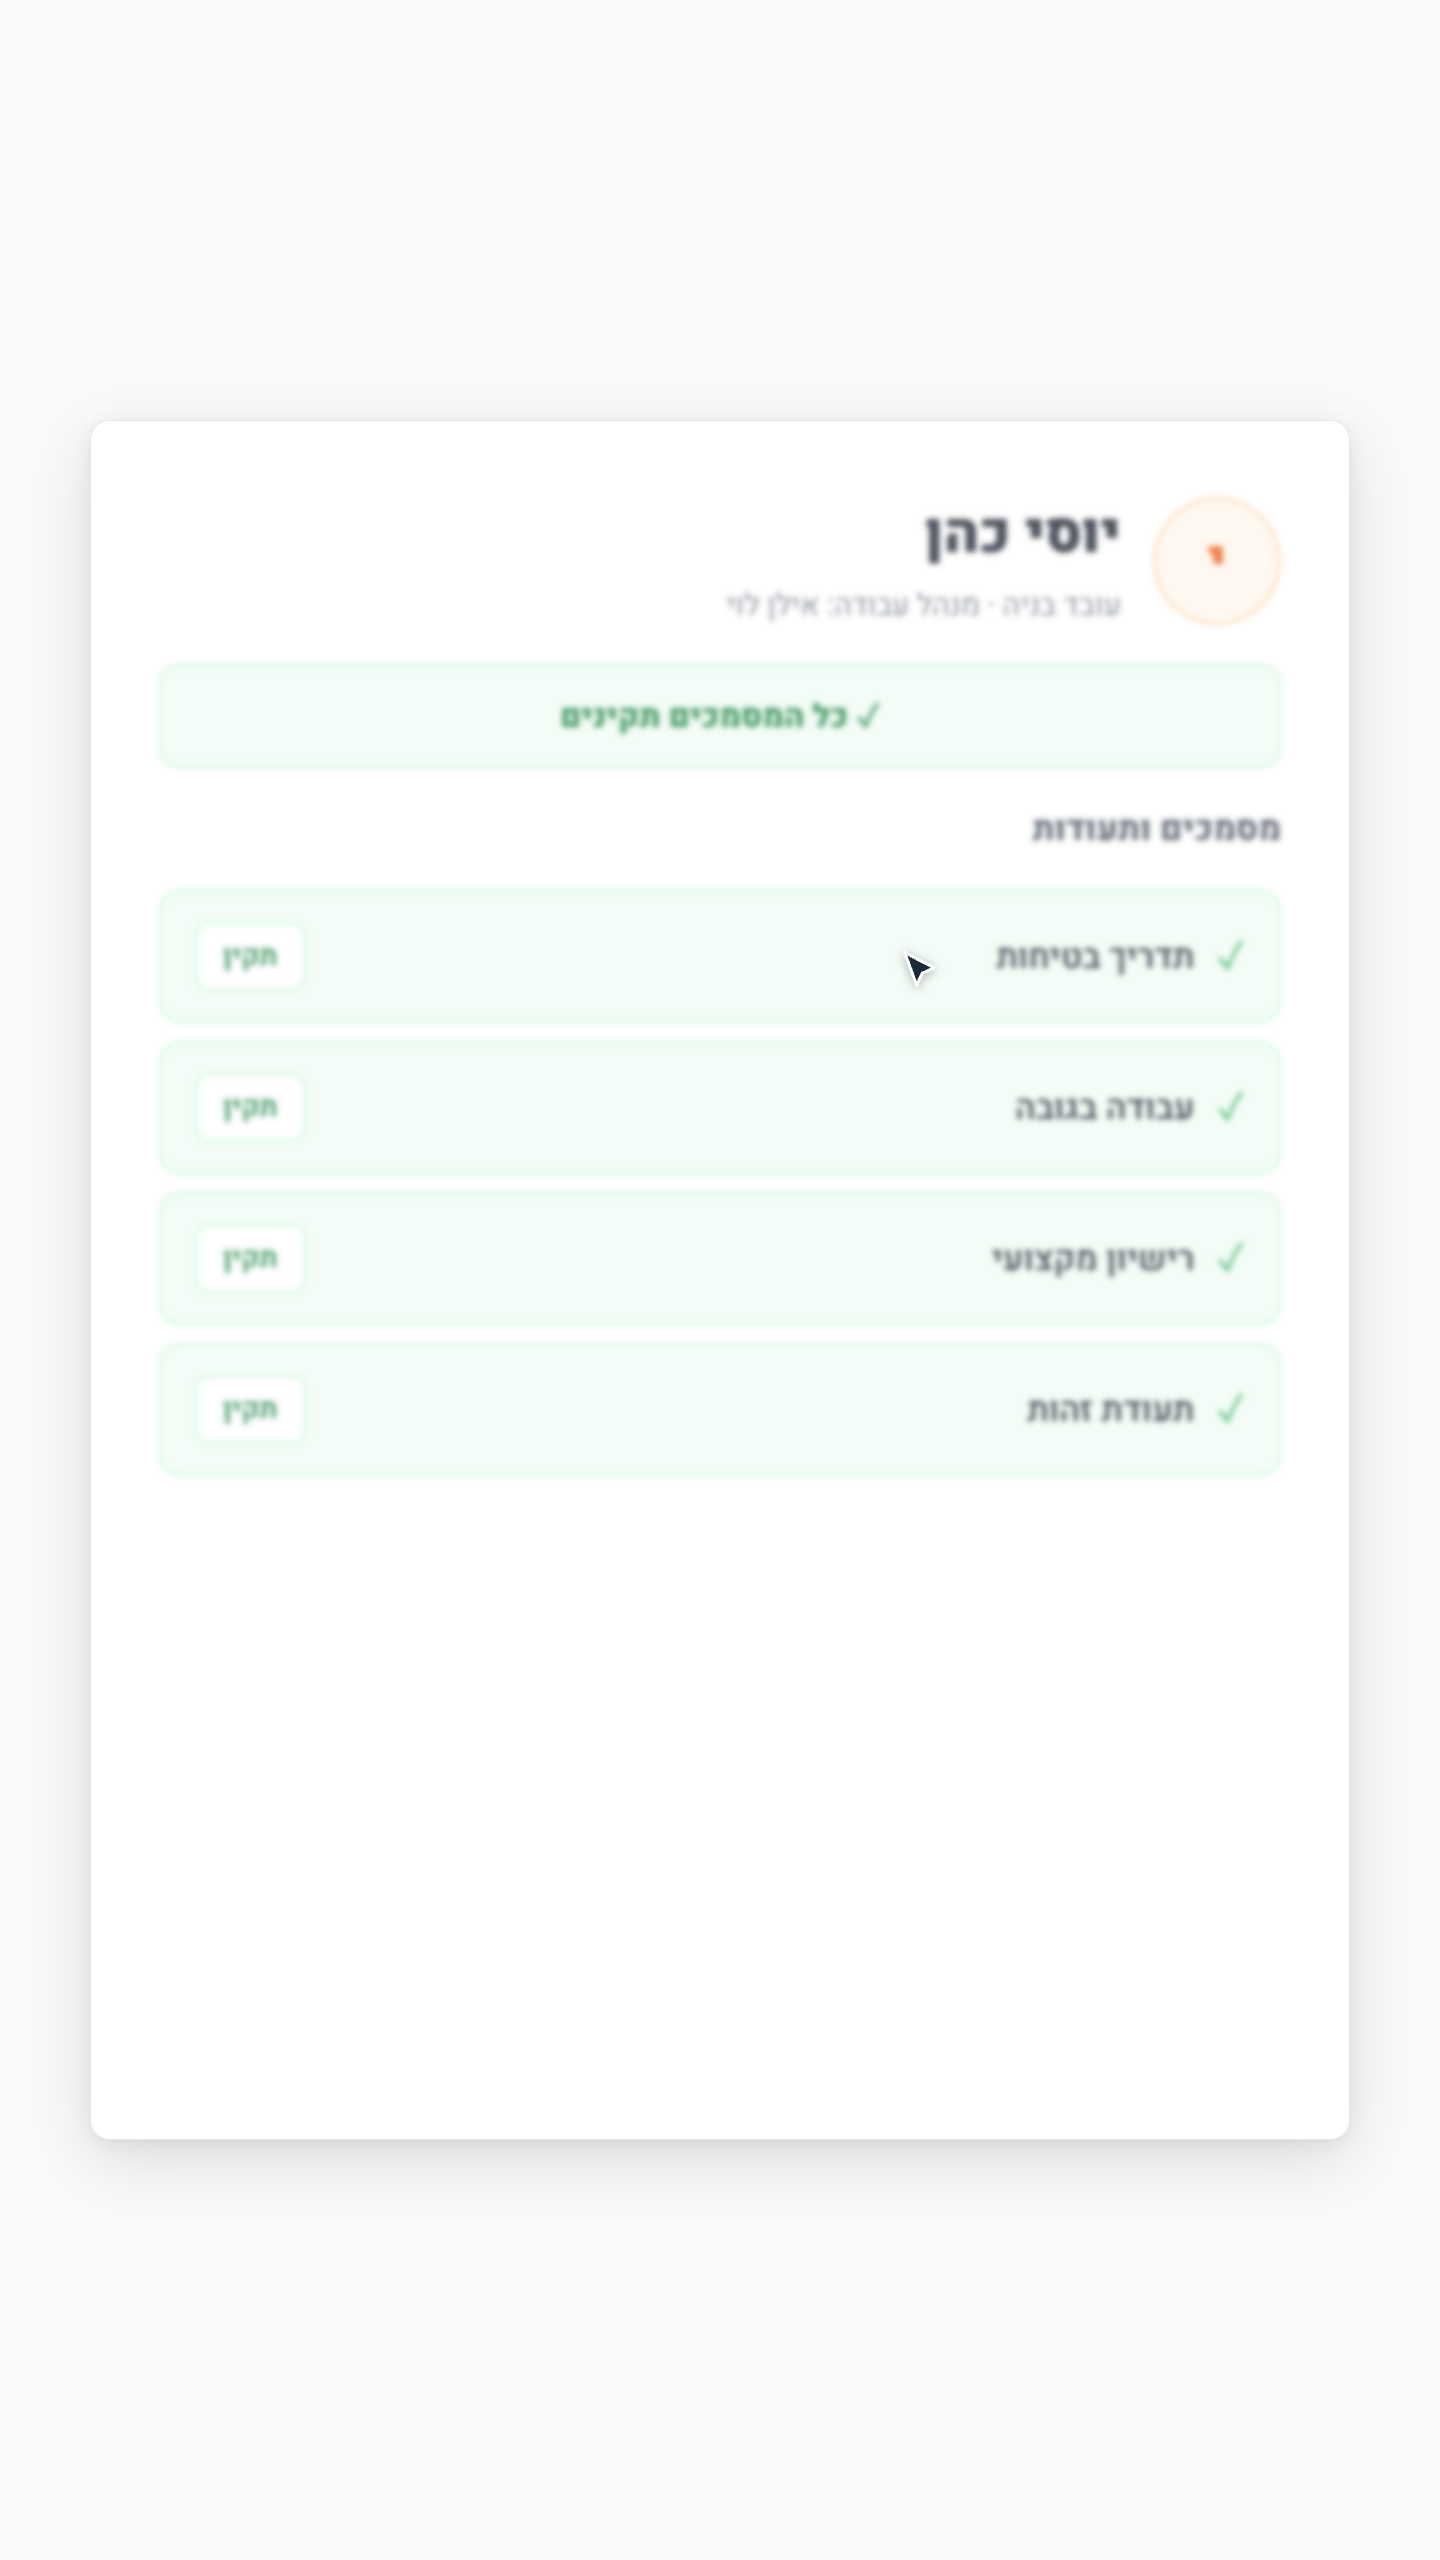 י
יוסי כהן
עובד בניה · מנהל עבודה: אילן לוי
✓ כל המסמכים תקינים
מסמכים ותעודות
✓ תדריך בטיחות תקין
✓ עבודה בגובה תקין
✓ רישיון מקצועי תקין
✓ תעודת זהות תקין